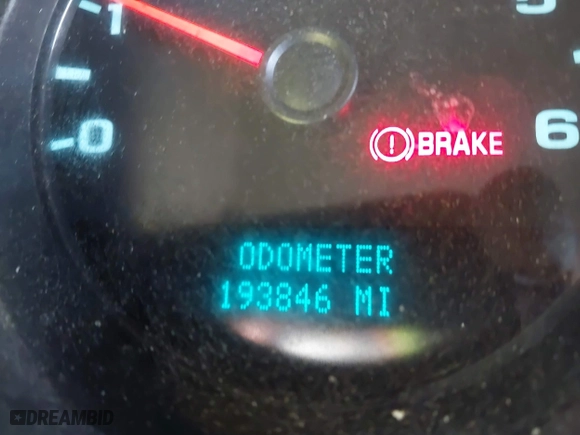 1
5
0
6
(!) BRAKE
ODOMETER
193846 MI
DREAMBID